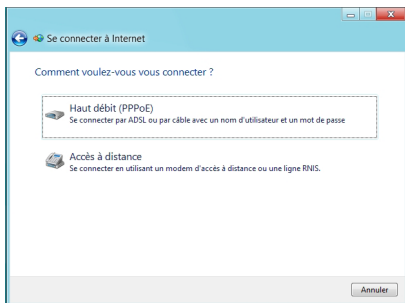 Se connecter à Internet
Comment voulez-vous vous connecter ?
Haut débit (PPPoE)
Se connecter par ADSL ou par câble avec un nom d'utilisateur et un mot de passe
Accès à distance
Se connecter en utilisant un modem d'accès à distance ou une ligne RNIS.
Annuler